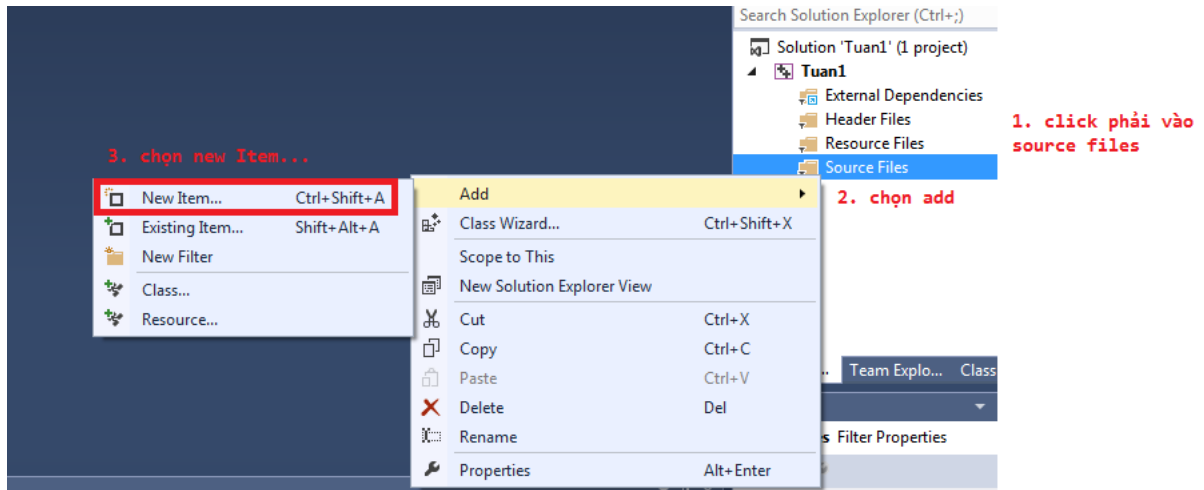 Search Solution Explorer (Ctrl+;)
Solution 'Tuan1' (1 project)
Tuan1
External Dependencies
Header Files
Resource Files
Source Files
1. click phải vào
source files
2. chọn add
3. chọn new Item...
New Item... Ctrl+Shift+A
Existing Item... Shift+Alt+A
New Filter
Class...
Resource...
Add
Class Wizard... Ctrl+Shift+X
Scope to This
New Solution Explorer View
Cut Ctrl+X
Copy Ctrl+C
Paste Ctrl+V
Delete Del
Rename
Properties Alt+Enter
Team Explo... Class
Filter Properties